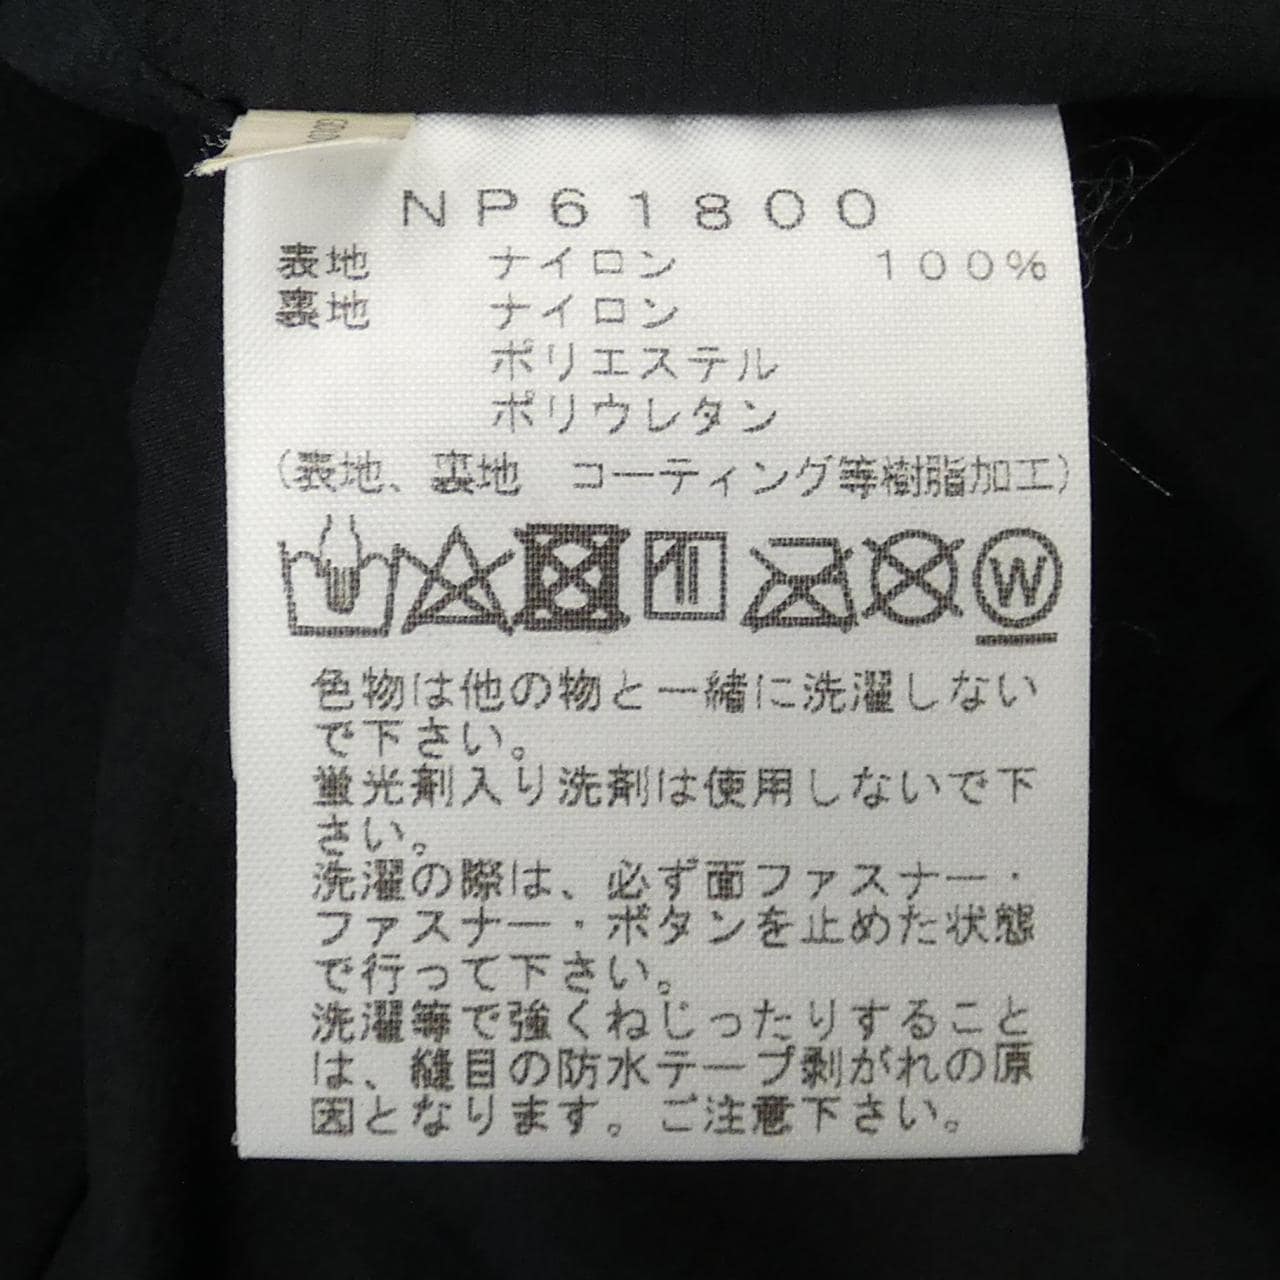 NP61800
表地 ナイロン 100%
裏地 ナイロン
ポリエステル
ポリウレタン
(表地、裏地 コーティング等樹脂加工)
W
色物は他の物と一緒に洗濯しない
で下さい。
蛍光剤入り洗剤は使用しないで下
さい。
洗濯の際は、必ず面ファスナー・
ファスナー・ボタンを止めた状態
で行って下さい。
洗濯等で強くねじったりすること
は、縫目の防水テープ剥がれの原
因となります。ご注意下さい。